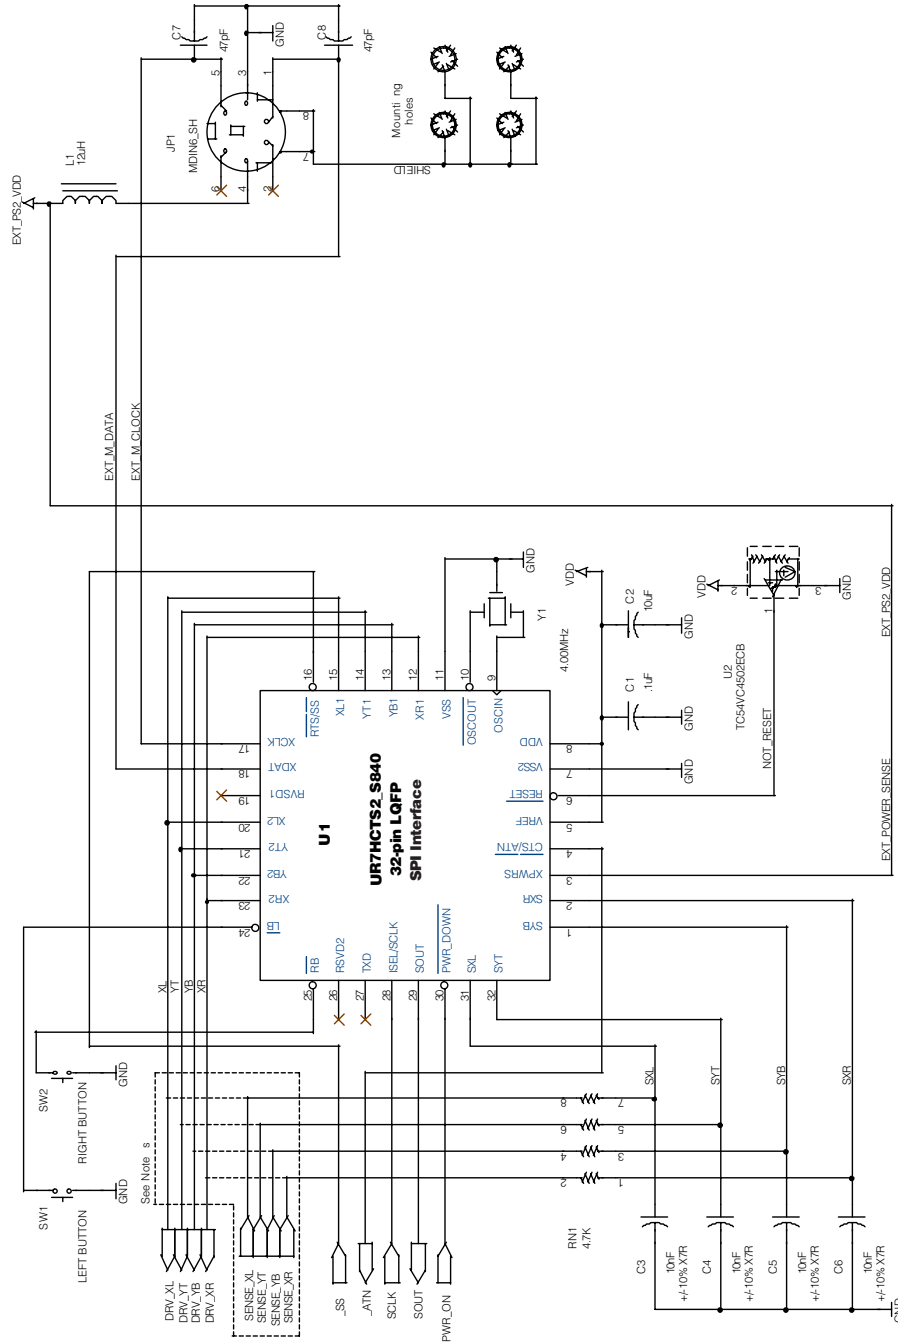 EXT_PS2_VDD
L1
12uH
C7
47pF
GND
C8
47pF
5
3
1
JP1
MDIN6_SH
8
7
6
4
2
Mounti ng
holes
SHIELD
EXT_M_DATA
EXT_M_CLOCK
16
15
14
13
12
11
10
9
RTS/SS
XL1
YT1
YB1
XR1
VSS
OSCOUT
OSCIN
GND
Y1
4.00MHz
VDD
C2
10uF
GND
C1
.1uF
GND
GND
VDD
2
1
3
GND
U2
TC54VC4502ECB
NOT_RESET
EXT_PS2_VDD
EXT_POWER_SENSE
17
18
19
20
21
22
23
24
XCLK
XDAT
RVSD1
XL2
YT2
YB2
XR2
LB
U1
UR7HCTS2_S840
32-pin LQFP
SPI Interface
VDD
VSS2
RESET
VREF
CTS/ATN
XPWRS
SXR
SYB
8
7
6
5
4
3
2
1
RB
RSVD2
TXD
ISEL/SCLK
SOUT
PWR_DOWN
SXL
SYT
25
26
27
28
29
30
31
32
XL
YT
YB
XR
SW2
RIGHT BUTTON
GND
SW1
LEFT BUTTON
GND
See Note s
DRV_XL
DRV_YT
DRV_YB
DRV_XR
SENSE_XL
SENSE_YT
SENSE_YB
SENSE_XR
_SS
_ATN
SCLK
SOUT
PWR_ON
RN1
4.7K
8
6
4
2
7
5
3
1
SXL
SYT
SYB
SXR
C3
10nF
+/-10% X7R
C4
10nF
+/-10% X7R
C5
10nF
+/-10% X7R
C6
10nF
+/-10% X7R
GND